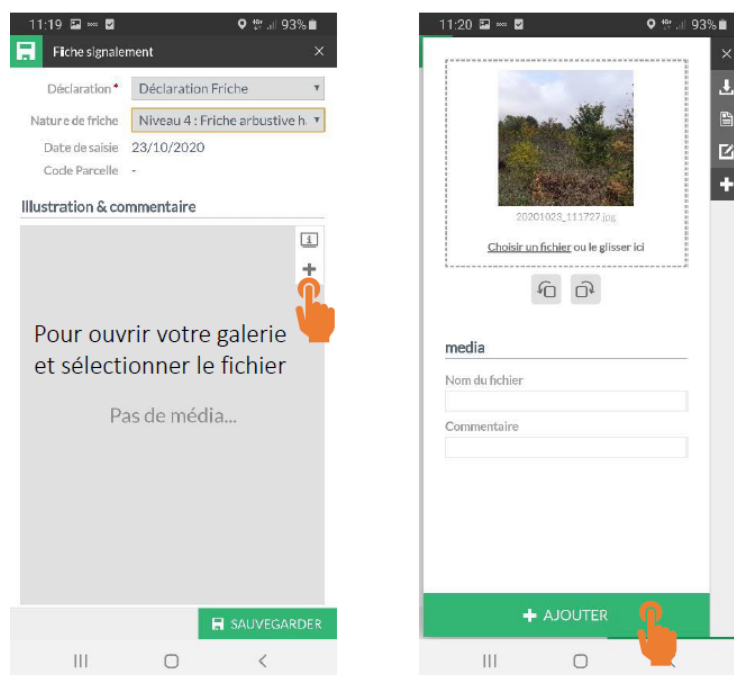 11:19 93%
Fiche signalement
Déclaration* Déclaration Friche
Nature de friche Niveau 4 : Friche arbustive h.
Date de saisie 23/10/2020
Code Parcelle -
Illustration & commentaire
Pour ouvrir votre galerie
et sélectionner le fichier
Pas de média...
SAUVEGARDER
11:20 93%
20201023_111727.jpg
Choisir un fichier ou le glisser ici
media
Nom du fichier
Commentaire
+ AJOUTER